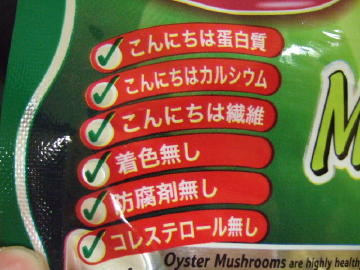 こんにちは蛋白質
こんにちはカルシウム
こんにちは繊維
着色無し
防腐剤無し
コレステロール無し
M
Oyster Mushrooms are highly health